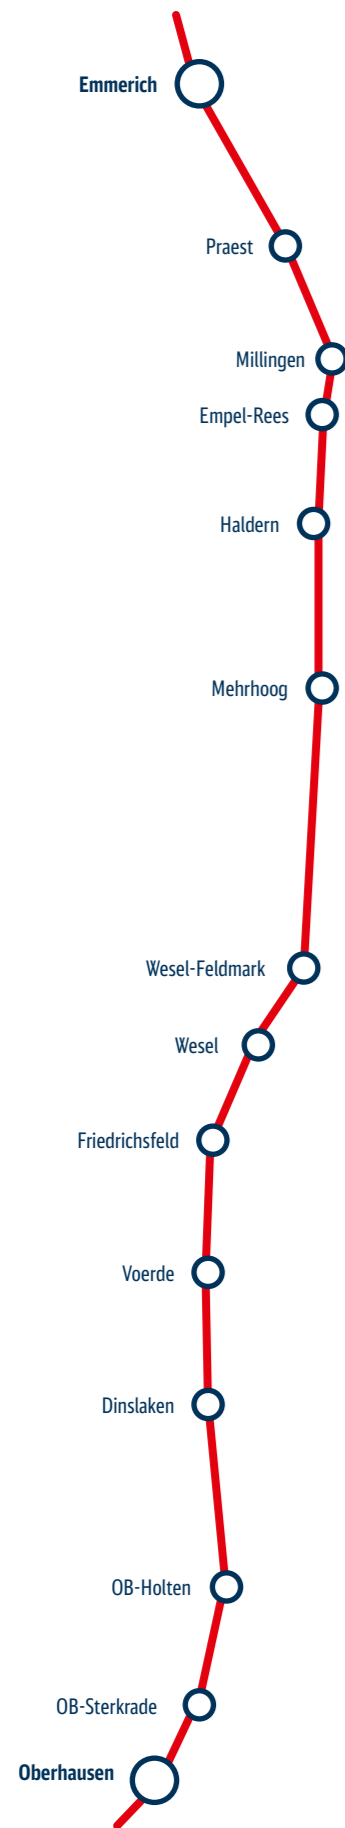 Emmerich
Praest
Millingen
Empel-Rees
Haldern
Mehrhoog
Wesel-Feldmark
Wesel
Friedrichsfeld
Voerde
Dinslaken
OB-Holten
OB-Sterkrade
Oberhausen